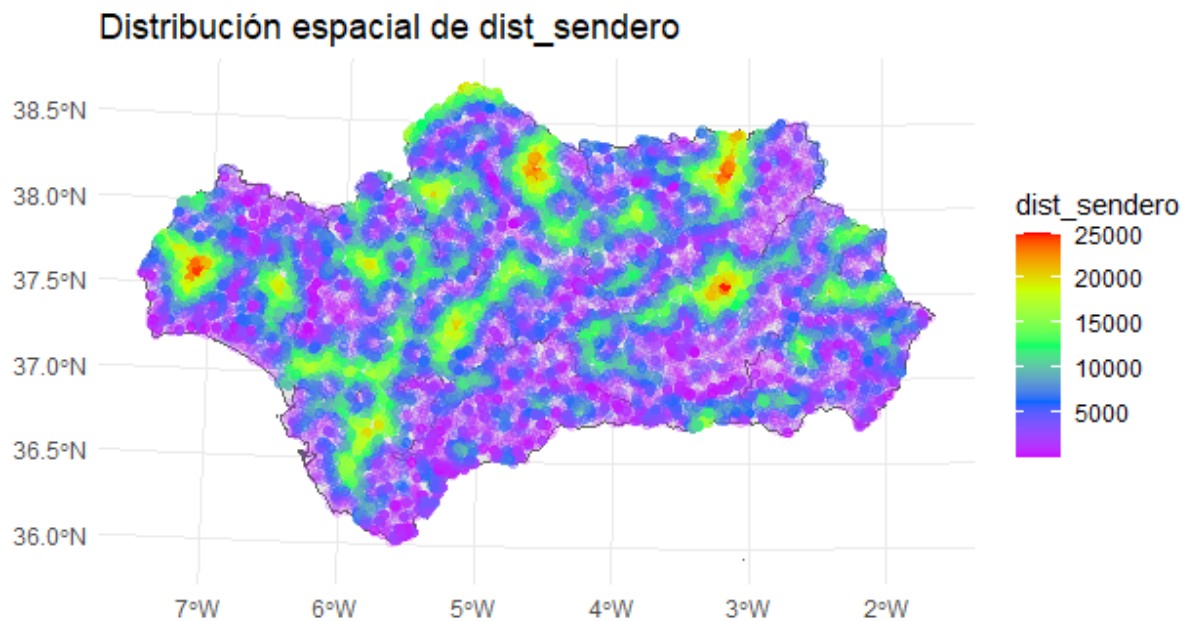 Distribución espacial de dist_sendero
38.5°N
38.0°N
37.5°N
37.0°N
36.5°N
36.0°N
7°W 6°W 5°W 4°W 3°W 2°W
dist_sendero
25000
20000
15000
10000
5000